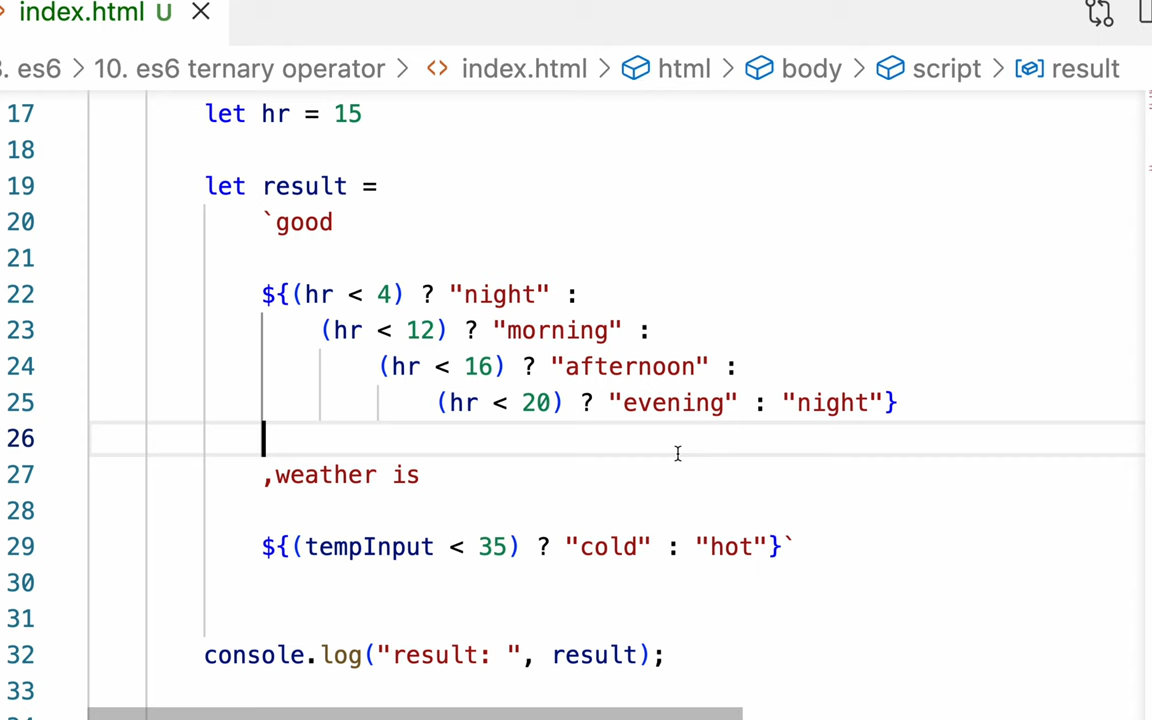 index.html U
. es6 > 10. es6 ternary operator > index.html > html > body > script > result
17 let hr = 15
18
19 let result =
20 `good
21
22 ${(hr < 4) ? "night" :
23 (hr < 12) ? "morning" :
24 (hr < 16) ? "afternoon" :
25 (hr < 20) ? "evening" : "night"}
26
27 ,weather is
28
29 ${(tempInput < 35) ? "cold" : "hot"}`
30
31
32 console.log("result: ", result);
33